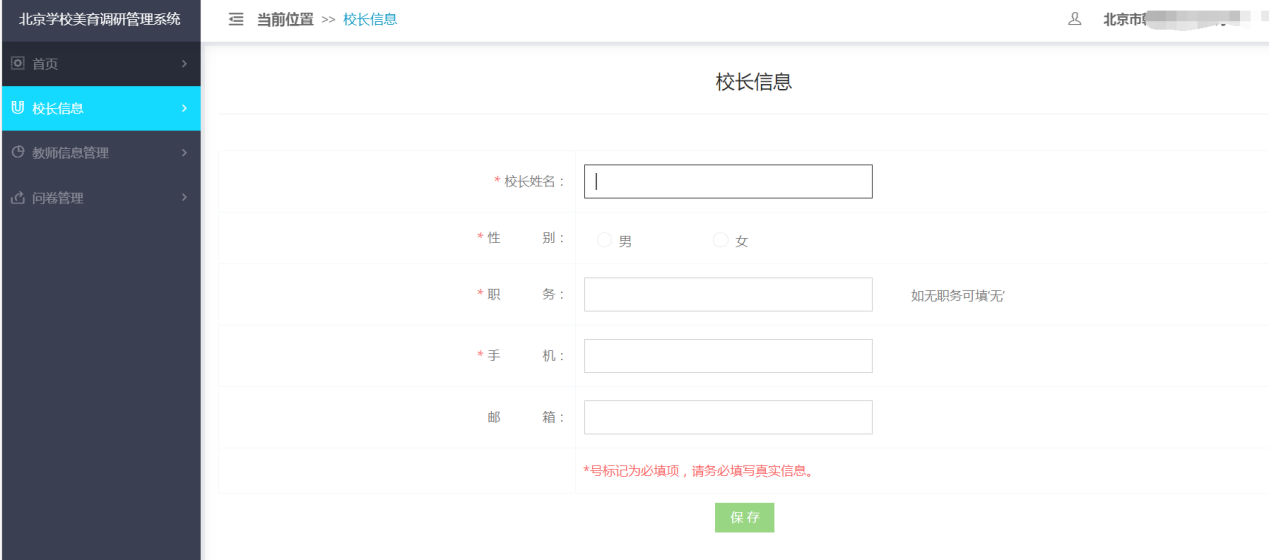 北京学校美育调研管理系统
当前位置 >> 校长信息
北京市
首页
校长信息
教师信息管理
问卷管理
校长信息
* 校长姓名：
* 性 别： 男 女
* 职 务： 如无职务可填'无'
* 手 机：
邮 箱：
*号标记为必填项，请务必填写真实信息。
保 存